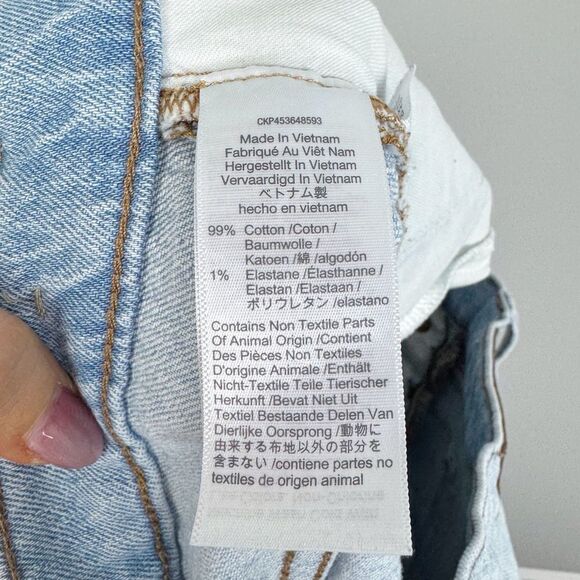 CKP453648593
Made In Vietnam
Fabriqué Au Viêt Nam
Hergestellt In Vietnam
Vervaardigd In Vietnam
ベトナム製
hecho en vietnam
99% Cotton /Coton /
Baumwolle /
Katoen /綿 /algodón
1% Elastane /Élasthanne /
Elastan /Elastaan /
ポリウレタン /elastano
Contains Non Textile Parts
Of Animal Origin /Contient
Des Pièces Non Textiles
D'origine Animale /Enthält
Nicht-Textile Teile Tierischer
Herkunft /Bevat Niet Uit
Textiel Bestaande Delen Van
Dierlijke Oorsprong /動物に
由来する布地以外の部分を
含まない /contiene partes no
textiles de origen animal